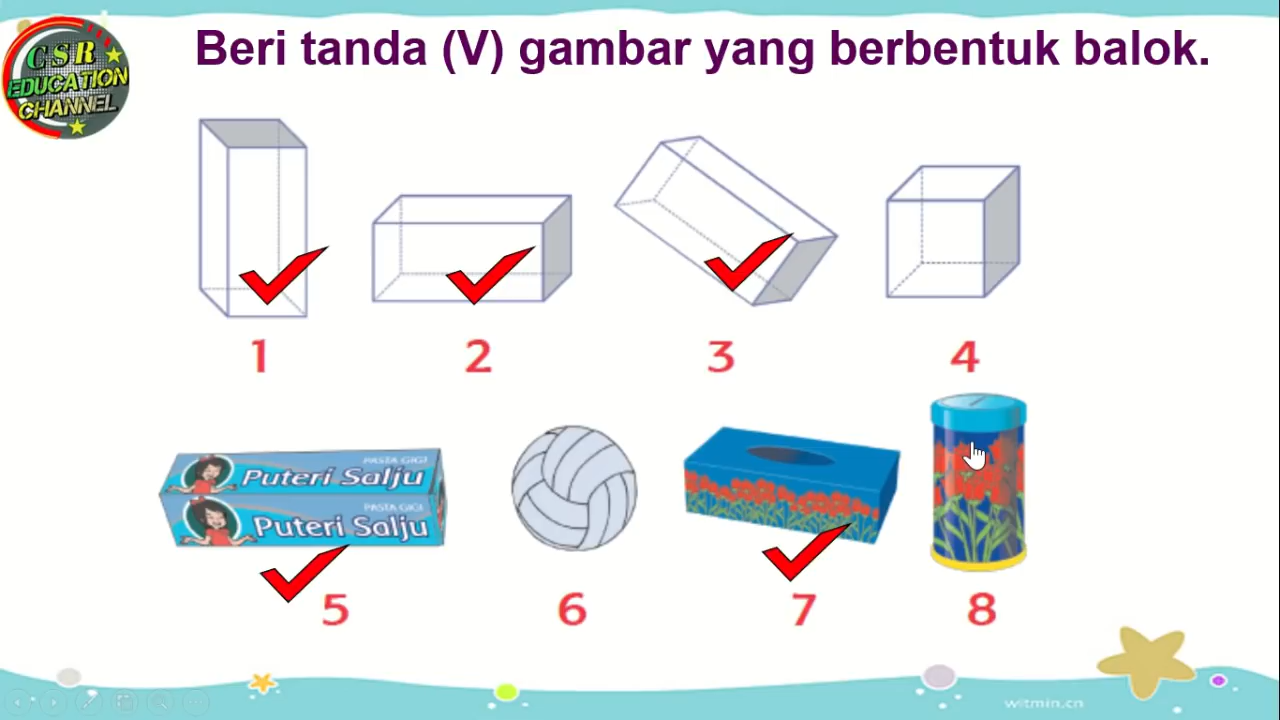 Beri tanda (V) gambar yang berbentuk balok.
CSR
EDUCATION
CHANNEL
1
2
3
4
PASTA GIGI
Puteri Salju
PASTA GIGI
Puteri Salju
5
6
7
8
witmin.cn